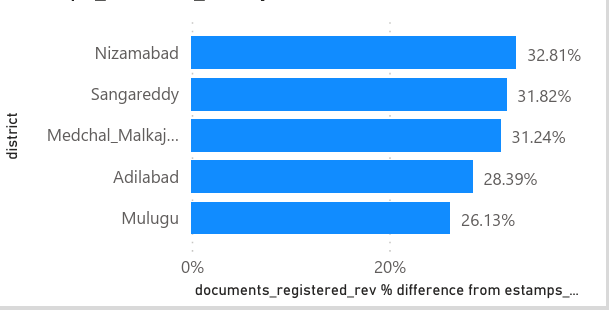 Nizamabad 32.81%
Sangareddy 31.82%
Medchal_Malkaj... 31.24%
Adilabad 28.39%
Mulugu 26.13%
district
0% 20%
documents_registered_rev % difference from estamps_...